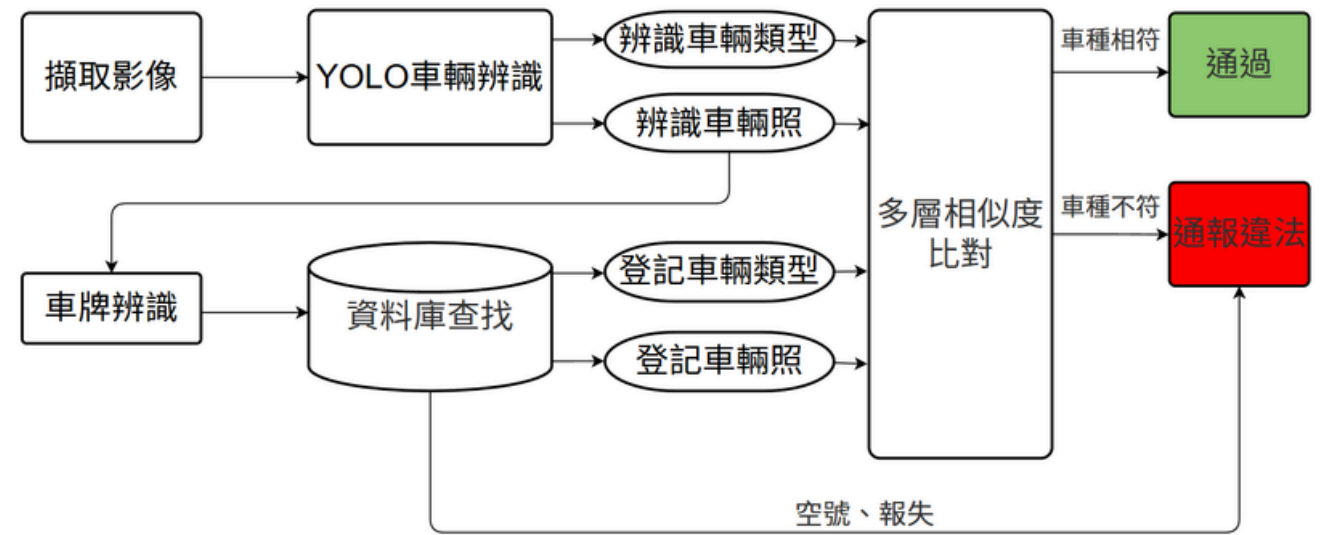 擷取影像
YOLO車輛辨識
辨識車輛類型
辨識車輛照
車牌辨識
資料庫查找
登記車輛類型
登記車輛照
多層相似度
比對
車種相符
通過
車種不符
通報違法
空號、報失